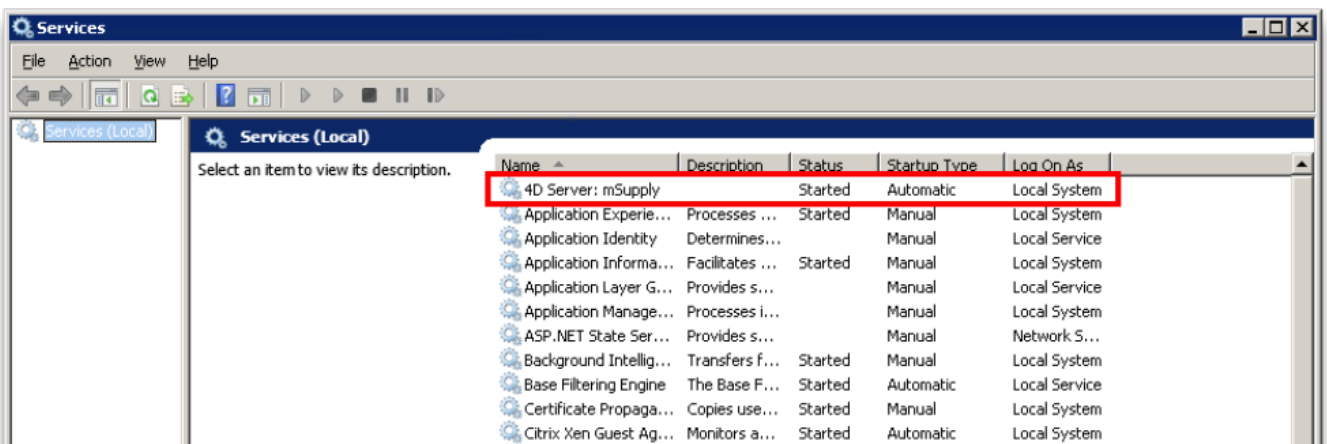 Services
File Action View Help
Services (Local)
Services (Local)
Select an item to view its description.
Name Description Status Startup Type Log On As
4D Server: mSupply Started Automatic Local System
Application Experie... Processes ... Started Manual Local System
Application Identity Determines... Manual Local Service
Application Informa... Facilitates ... Started Manual Local System
Application Layer G... Provides s... Manual Local Service
Application Manage... Processes i... Manual Local System
ASP.NET State Ser... Provides s... Manual Network S...
Background Intellig... Transfers f... Started Manual Local System
Base Filtering Engine The Base F... Started Automatic Local Service
Certificate Propaga... Copies use... Started Manual Local System
Citrix Xen Guest Ag... Monitors a... Started Automatic Local System